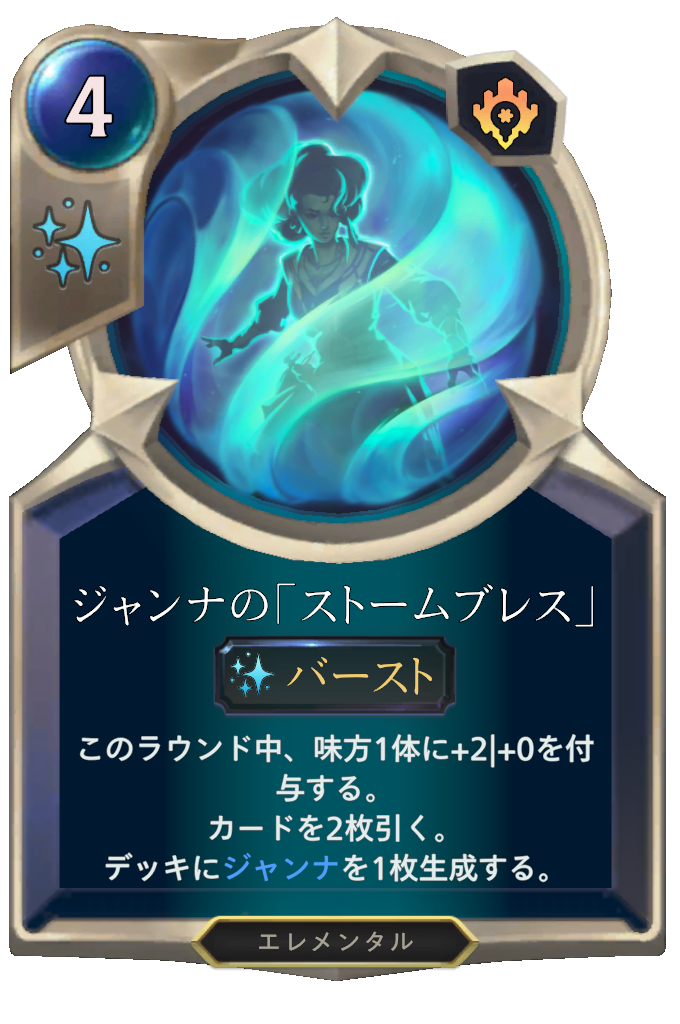 4
ジャンナの「ストームブレス」
バースト
このラウンド中、味方1体に+2|+0を付
与する。
カードを2枚引く。
デッキにジャンナを1枚生成する。
エレメンタル